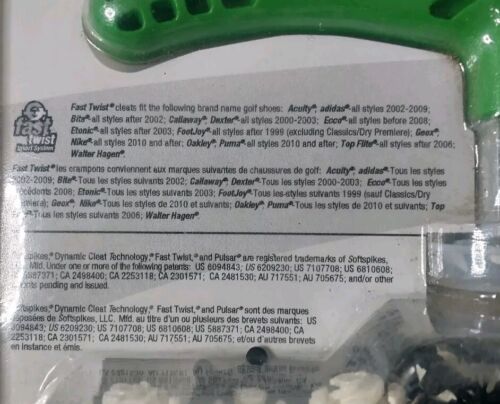 fast
twist
Insert System
Fast Twist® cleats fit the following brand name golf shoes: Acuity®, adidas®-all styles 2002-2009;
Bite®-all styles after 2002; Callaway®; Dexter®-all styles 2000-2003; Ecco®-all styles before 2008;
Etonic®-all styles after 2003; FootJoy®-all styles after 1999 (excluding Classics/Dry Premiere); Geox®;
Nike®-all styles 2010 and after; Oakley®; Puma®-all styles 2010 and after; Top Flite®-all styles after 2006;
Walter Hagen®.
Fast Twist® les crampons conviennent aux marques suivantes de chaussures de golf: Acuity®, adidas®-Tous les styles
2002-2009; Bite®-Tous les styles suivants 2002; Callaway®; Dexter®-Tous les styles 2000-2003; Ecco®-Tous les styles
précédents 2008; Etonic®-Tous les styles suivants 2003; FootJoy®-Tous les-styles suivants 1999 (sauf Classics/Dry
Premiere); Geox®; Nike®-Tous les styles de 2010 et suivants; Oakley®; Puma®-Tous les styles de 2010 et suivants; Top
Flite®-Tous les styles suivants 2006; Walter Hagen®.
Softspikes,® Dynamic Cleat Technology,® Fast Twist,® and Pulsar® are registered trademarks of Softspikes,
Mfd. Under one or more of the following patents: US 6094843; US 6209230; US 7107708; US 6810608;
5887371; CA 2498400; CA 2253118; CA 2301571; CA 2481530; AU 717551; AU 705675; and/or other
patents pending and issued.
Softspikes,® Dynamic Cleat Technology,® Fast Twist,® and Pulsar® sont des marques
déposées de Softspikes, LLC. Mfd. au titre d'un ou plusieurs des brevets suivants: US
6094843; US 6209230; US 7107708; US 6810608; US 5887371; CA 2498400; CA
2253118; CA 2301571; CA 2481530; AU 717551; AU 705675; et/ou d'autres brevets
en instance et émis.